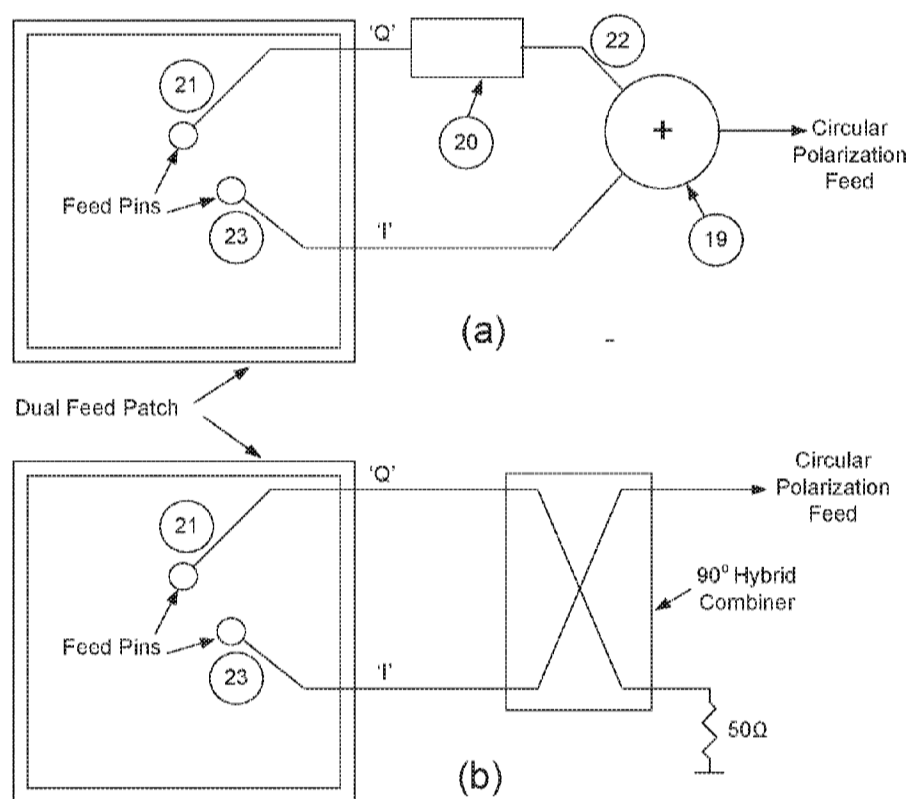 'Q'
22
21
+
Circular
Polarization
Feed
20
Feed Pins
23
'I'
19
(a)
Dual Feed Patch
'Q'
Circular
Polarization
Feed
21
90⁰ Hybrid
Combiner
Feed Pins
23
'I'
50Ω
(b)